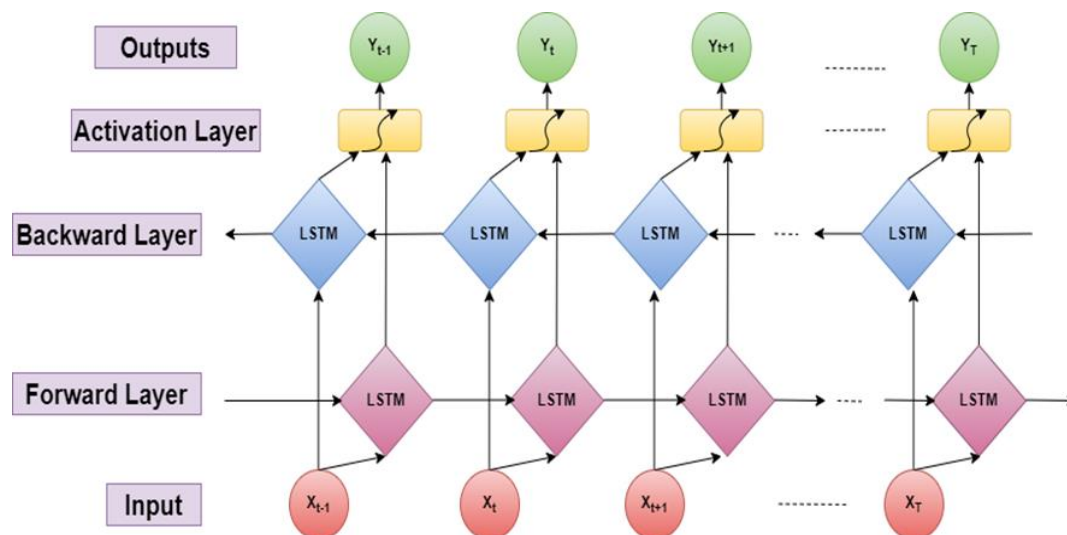 Outputs Yt-1 Yt Yt+1 YT
Activation Layer
Backward Layer LSTM LSTM LSTM LSTM
Forward Layer LSTM LSTM LSTM LSTM
Input Xt-1 Xt Xt+1 XT